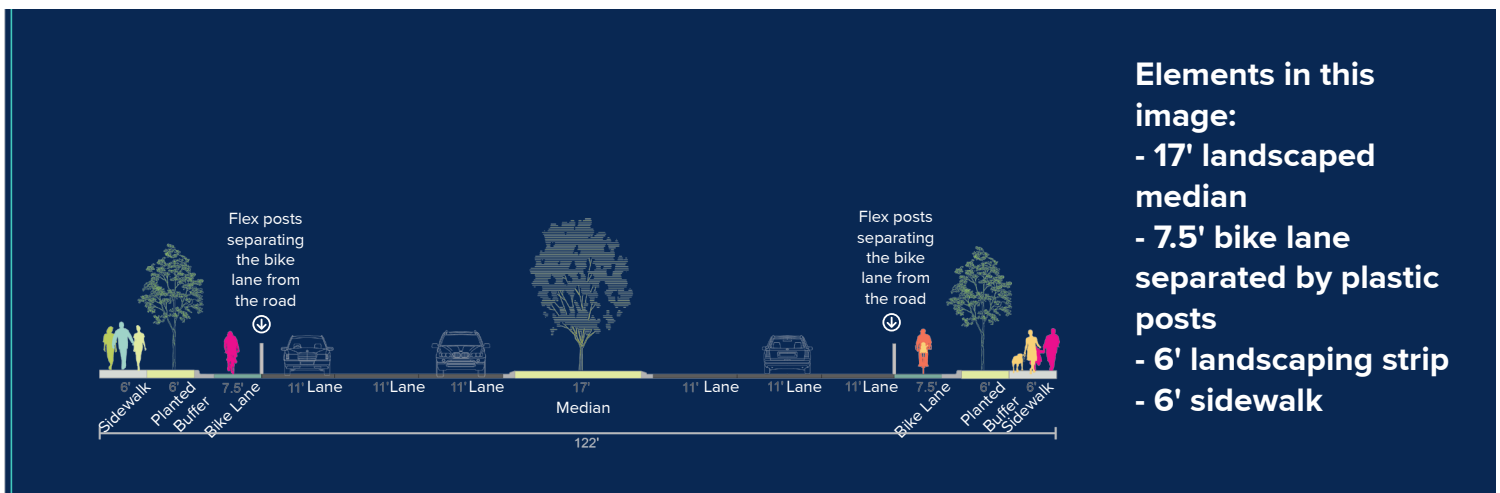 Elements in this
image:
- 17' landscaped
median
- 7.5' bike lane
separated by plastic
posts
- 6' landscaping strip
- 6' sidewalk
Flex posts
separating
the bike
lane from
the road
Flex posts
separating
the bike
lane from
the road
6' Sidewalk
6' Planted
Buffer
7.5' Bike Lane
11' Lane
11' Lane
11' Lane
17'
Median
11' Lane
11' Lane
11' Lane
7.5' Bike Lane
6' Planted
Buffer
6' Sidewalk
122'